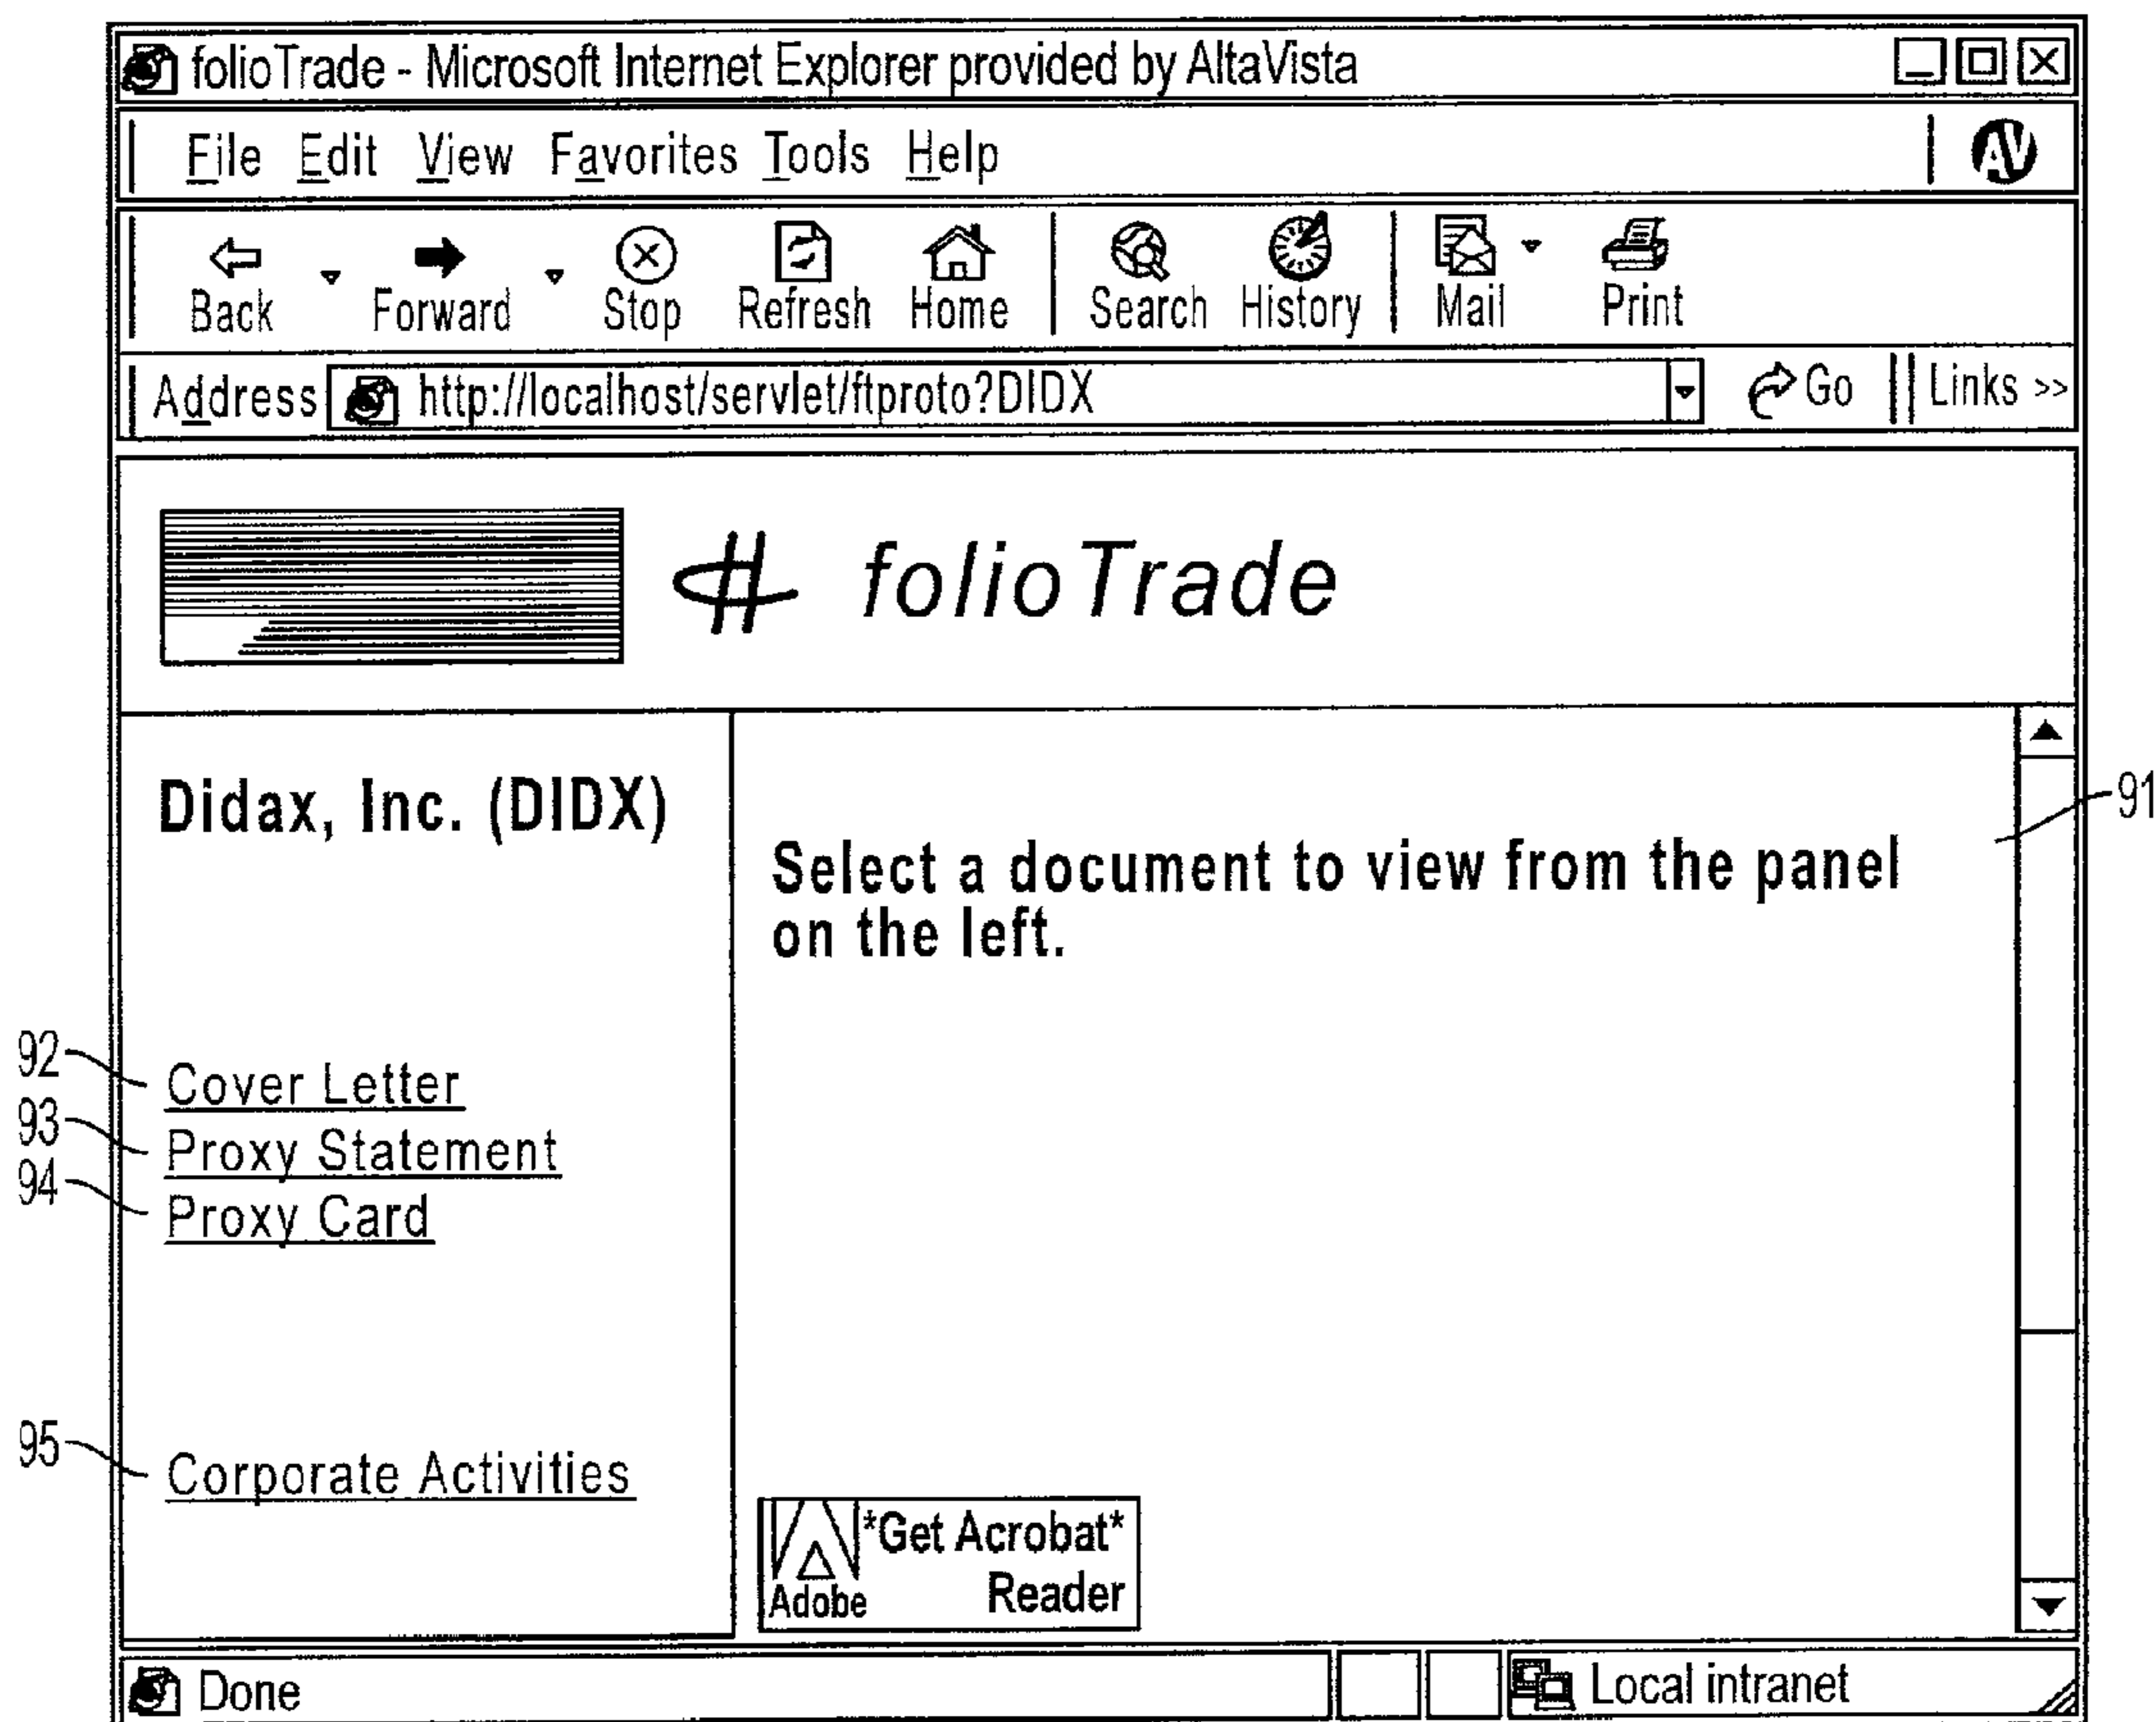 folioTrade - Microsoft Internet Explorer provided by AltaVista
File Edit View Favorites Tools Help
AV
Back Forward Stop Refresh Home Search History Mail Print
Address http://localhost/servlet/ftproto?DIDX Go Links >>
folioTrade
Didax, Inc. (DIDX)
91
Select a document to view from the panel
on the left.
92 Cover Letter
93 Proxy Statement
94 Proxy Card
95 Corporate Activities
*Get Acrobat*
Adobe Reader
Done Local intranet